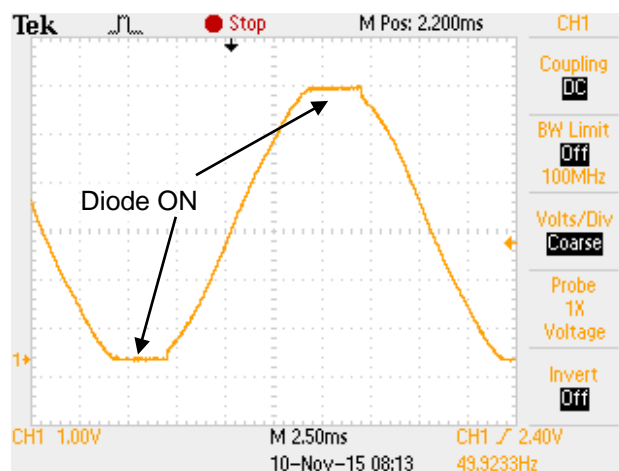 Tek Stop M Pos: 2.200ms CH1
Coupling
DC
BW Limit
Off
100MHz
Diode ON
Volts/Div
Coarse
Probe
1X
Voltage
1
Invert
Off
CH1 1.00V M 2.50ms CH1 2.40V
10-Nov-15 08:13 49.9233Hz